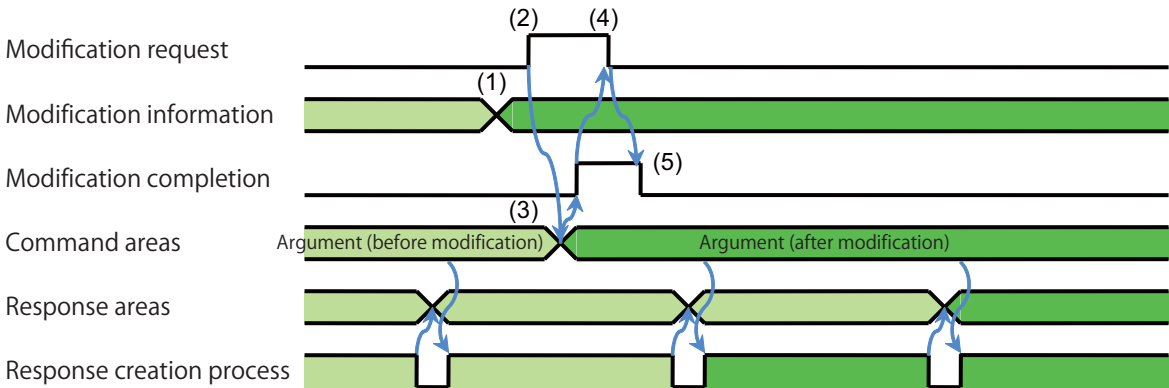 (2) (4)
Modification request
(1)
Modification information
(5)
Modification completion
(3)
Command areas Argument (before modification) Argument (after modification)
Response areas
Response creation process